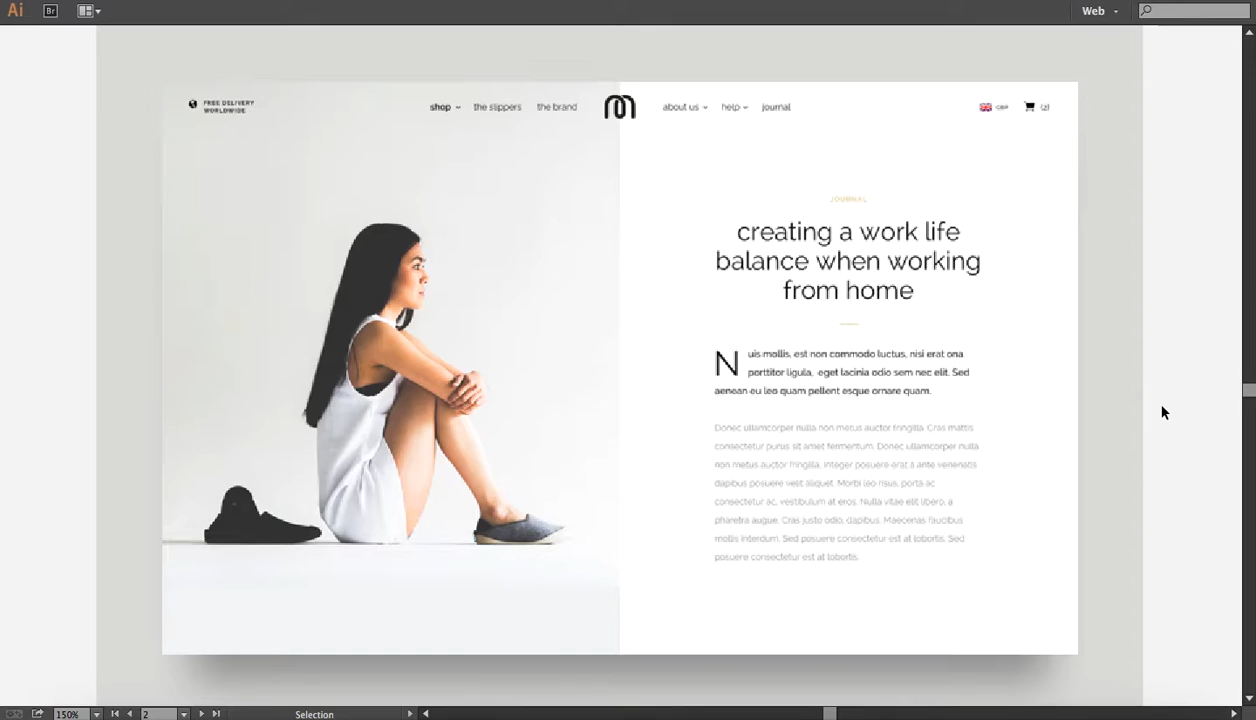 Ai
Br
Web
FREE DELIVERY
WORLDWIDE
shop
the slippers
the brand
m
about us
help
journal
GBP
(2)
JOURNAL
creating a work life
balance when working
from home
Nuis mollis, est non commodo luctus, nisi erat ona
porttitor ligula, eget lacinia odio sem nec elit. Sed
aenean eu leo quam pellent esque ornare quam.
Donec ullamcorper nulla non metus auctor fringilla. Cras mattis
consectetur purus sit amet fermentum. Donec ullamcorper nulla
non metus auctor fringilla. Integer posuere erat a ante venenatis
dapibus posuere velit aliquet. Morbi leo risus, porta ac
consectetur ac, vestibulum at eros. Nulla vitae elit libero, a
pharetra augue. Cras justo odio, dapibus. Maecenas faucibus
mollis interdum. Sed posuere consectetur est at lobortis. Sed
posuere consectetur est at lobortis.
150%
2
Selection